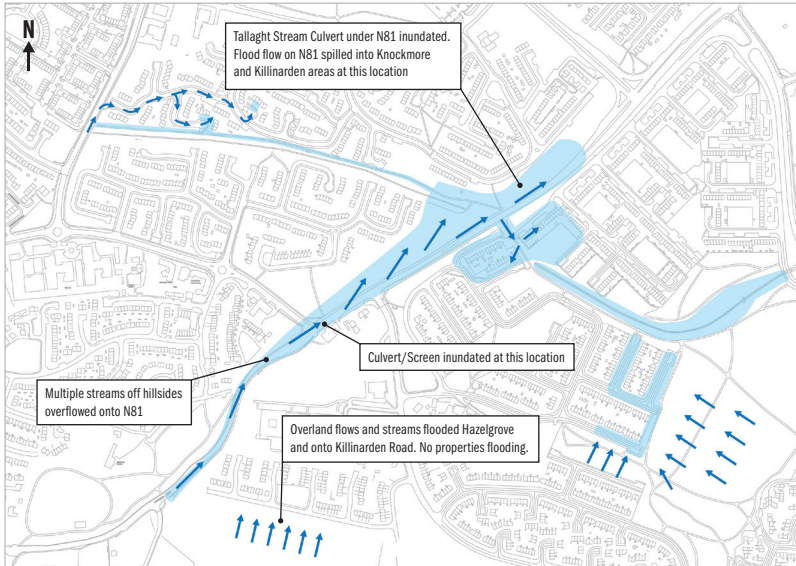 N
Tallaght Stream Culvert under N81 inundated.
Flood flow on N81 spilled into Knockmore
and Killinarden areas at this location
Culvert/Screen inundated at this location
Multiple streams off hillsides
overflowed onto N81
Overland flows and streams flooded Hazelgrove
and onto Killinarden Road. No properties flooding.